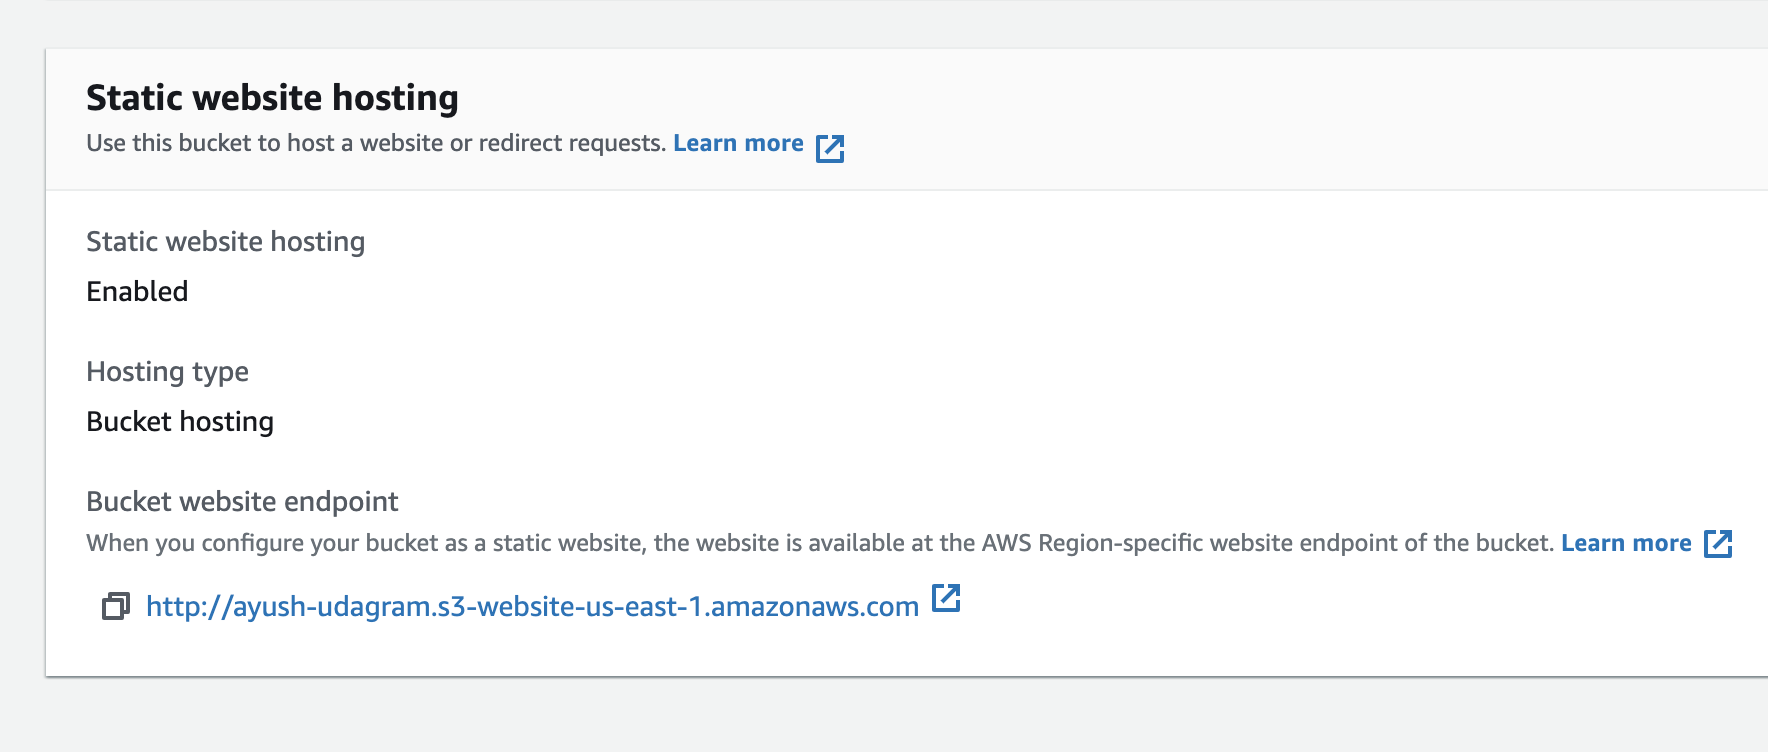 Static website hosting
Use this bucket to host a website or redirect requests. Learn more
Static website hosting
Enabled
Hosting type
Bucket hosting
Bucket website endpoint
When you configure your bucket as a static website, the website is available at the AWS Region-specific website endpoint of the bucket. Learn more
http://ayush-udagram.s3-website-us-east-1.amazonaws.com